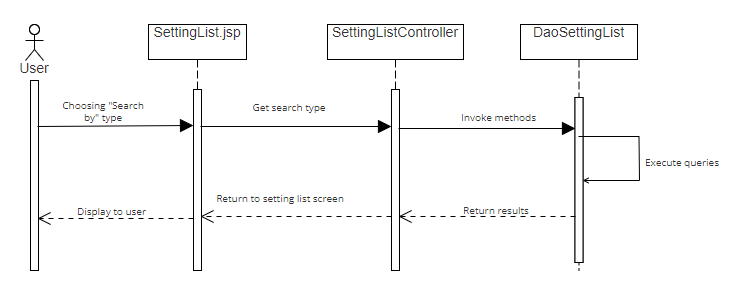 SettingList.jsp
SettingListController
DaoSettingList
User
Choosing "Search
by" type
Get search type
Invoke methods
Execute queries
Return to setting list screen
Display to user
Return results